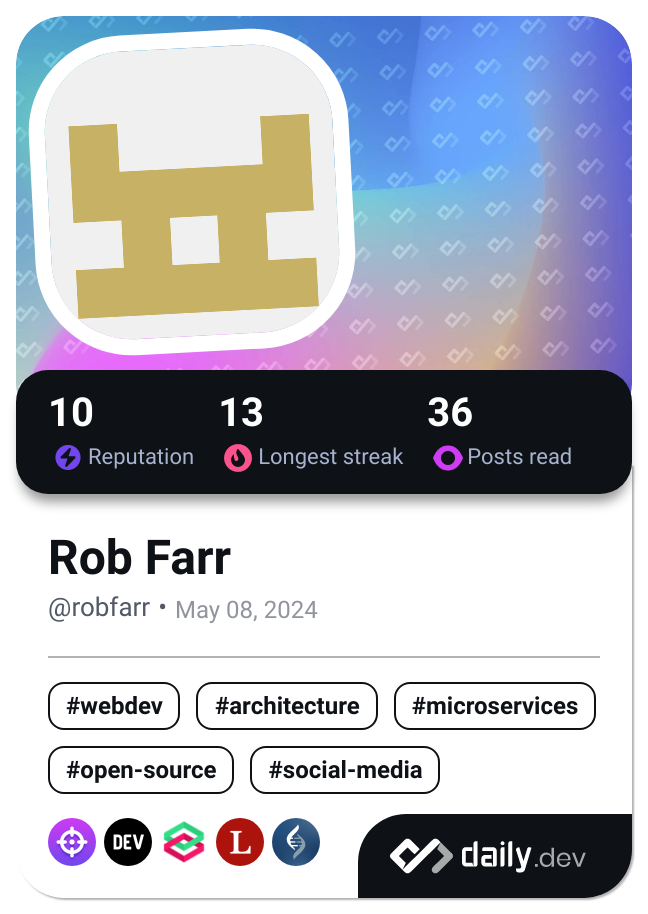 10 13 36
Reputation Longest streak Posts read
Rob Farr
@robfarr • May 08, 2024
#webdev #architecture #microservices
#open-source #social-media
DEV L
daily.dev